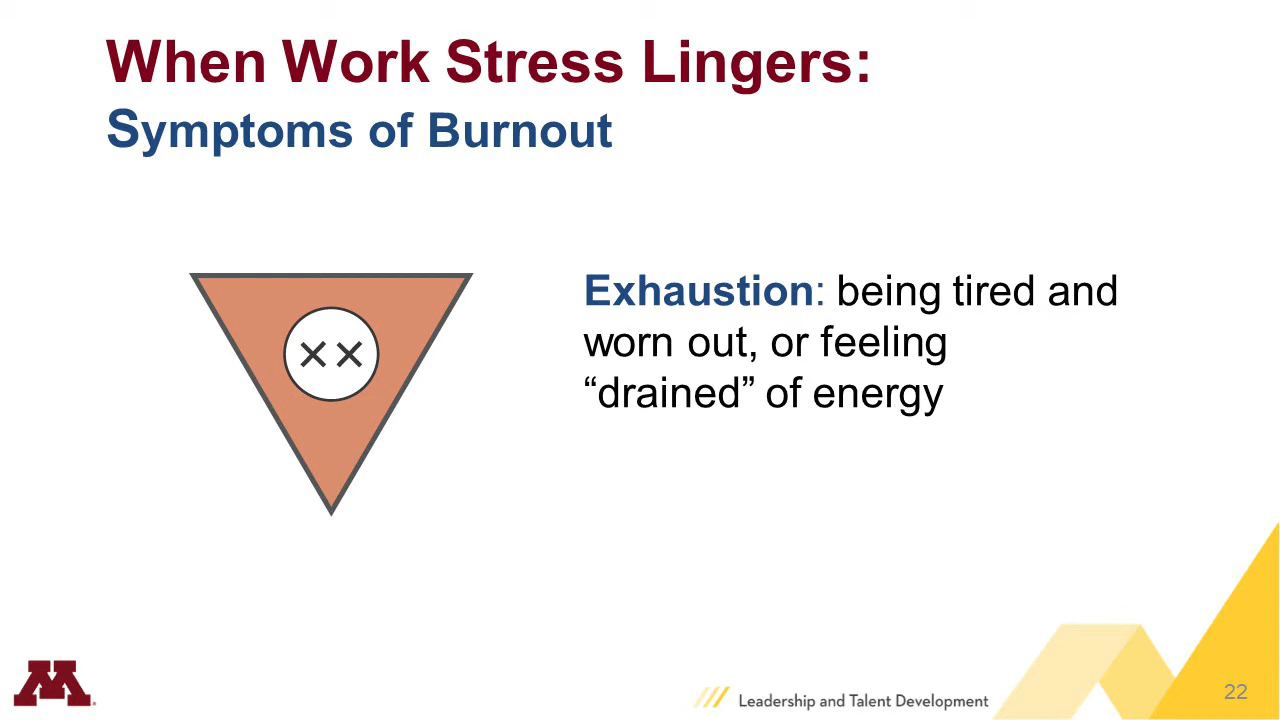 When Work Stress Lingers:
Symptoms of Burnout
Exhaustion: being tired and
worn out, or feeling
“drained” of energy
M
Leadership and Talent Development
22